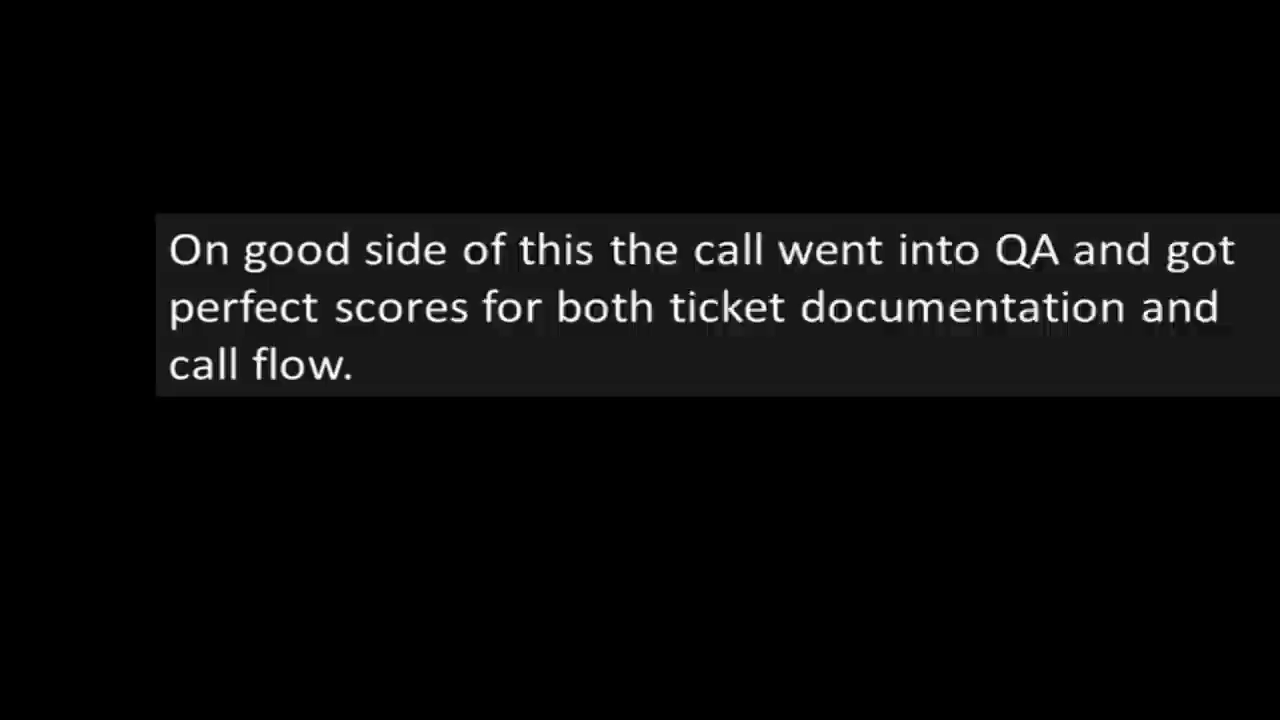 On good side of this the call went into QA and got
perfect scores for both ticket documentation and
call flow.